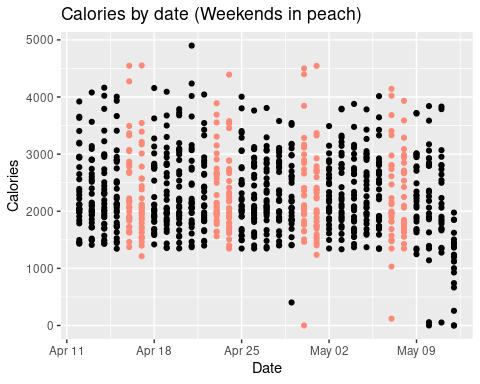 Calories by date (Weekends in peach)
5000
4000
3000
2000
1000
0
Calories
Apr 11 Apr 18 Apr 25 May 02 May 09
Date